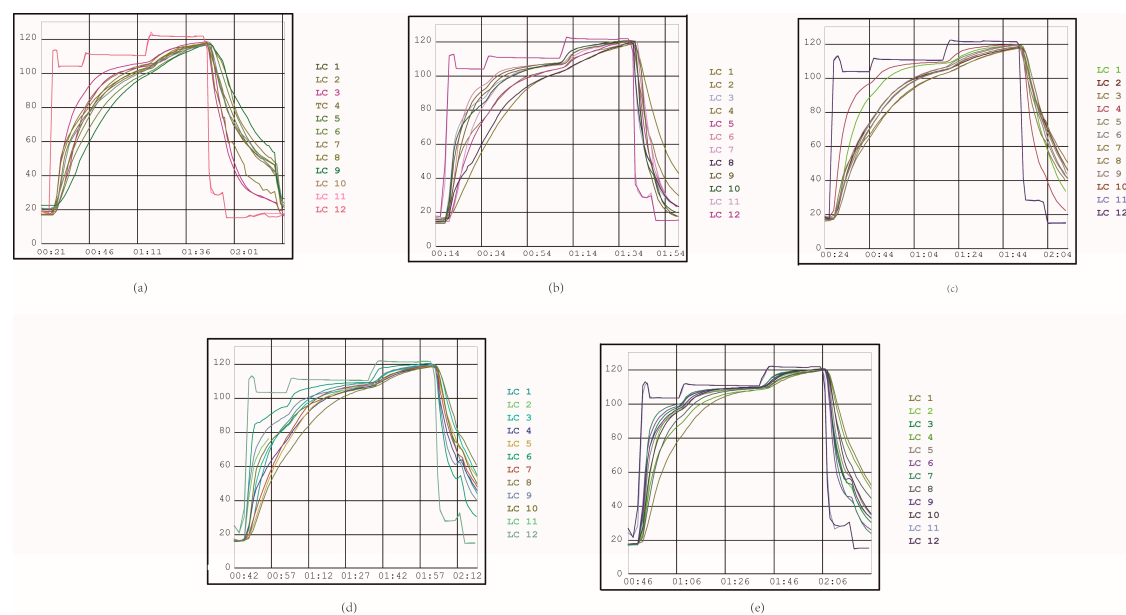 120
100
80
60
40
20
0
00:21 00:46 01:11 01:36 02:01
LC 1
LC 2
LC 3
TC 4
LC 5
LC 6
LC 7
LC 8
LC 9
LC 10
LC 11
LC 12
(a)
120
100
80
60
40
20
0
00:14 00:34 00:54 01:14 01:34 01:54
LC 1
LC 2
LC 3
LC 4
LC 5
LC 6
LC 7
LC 8
LC 9
LC 10
LC 11
LC 12
(b)
120
100
80
60
40
20
0
00:24 00:44 01:04 01:24 01:44 02:04
LC 1
LC 2
LC 3
LC 4
LC 5
LC 6
LC 7
LC 8
LC 9
LC 10
LC 11
LC 12
(c)
120
100
80
60
40
20
0
00:42 00:57 01:12 01:27 01:42 01:57 02:12
LC 1
LC 2
LC 3
LC 4
LC 5
LC 6
LC 7
LC 8
LC 9
LC 10
LC 11
LC 12
(d)
120
100
80
60
40
20
0
00:46 01:06 01:26 01:46 02:06
LC 1
LC 2
LC 3
LC 4
LC 5
LC 6
LC 7
LC 8
LC 9
LC 10
LC 11
LC 12
(e)